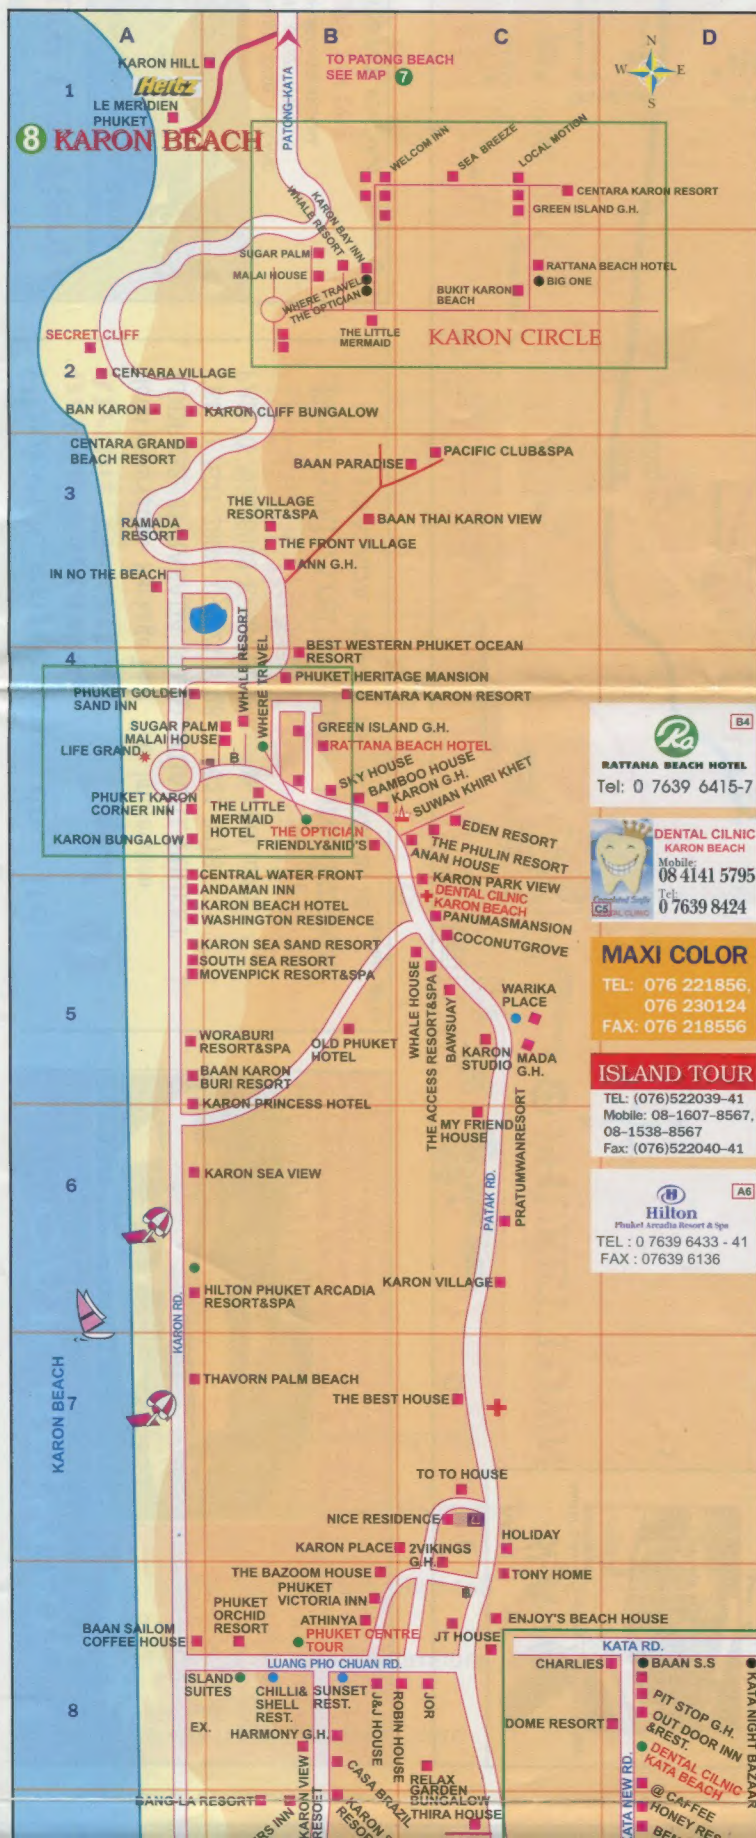 A
B
C
D
KARON HILL
Hertz
LE MERIDIEN
PHUKET
1
8 KARON BEACH
PATONG-KATA
TO PATONG BEACH
SEE MAP 7
N
W E
S
WELCOM INN
SEA BREEZE
LOCAL MOTION
CENTARA KARON RESORT
GREEN ISLAND G.H.
KARON BAY INN
WHALE RESORT
SUGAR PALM
MALAI HOUSE
WHERE TRAVEL
THE OPTICIAN
RATTANA BEACH HOTEL
BIG ONE
BUKIT KARON
BEACH
THE LITTLE
MERMAID
KARON CIRCLE
SECRET CLIFF
2
CENTARA VILLAGE
BAN KARON
KARON CLIFF BUNGALOW
CENTARA GRAND
BEACH RESORT
PACIFIC CLUB&SPA
BAAN PARADISE
3
THE VILLAGE
RESORT&SPA
RAMADA
RESORT
BAAN THAI KARON VIEW
THE FRONT VILLAGE
ANN G.H.
IN NO THE BEACH
WHALE RESORT
WHERE TRAVEL
BEST WESTERN PHUKET OCEAN
RESORT
4
PHUKET HERITAGE MANSION
PHUKET GOLDEN
SAND INN
CENTARA KARON RESORT
SUGAR PALM
MALAI HOUSE
GREEN ISLAND G.H.
RATTANA BEACH HOTEL
LIFE GRAND
B
SKY HOUSE
BAMBOO HOUSE
KARON G.H.
SUWAN KHIRI KHET
PHUKET KARON
CORNER INN
THE LITTLE
MERMAID
HOTEL
EDEN RESORT
THE PHULIN RESORT
ANAN HOUSE
KARON BUNGALOW
THE OPTICIAN
FRIENDLY&NID'S
CENTRAL WATER FRONT
ANDAMAN INN
KARON BEACH HOTEL
WASHINGTON RESIDENCE
KARON PARK VIEW
DENTAL CILNIC
KARON BEACH
PANUMASMANSION
COCONUTGROVE
KARON SEA SAND RESORT
SOUTH SEA RESORT
MOVENPICK RESORT&SPA
5
WHALE HOUSE
THE ACCESS RESORT&SPA
BAWSUAY
WARIKA
PLACE
WORABURI
RESORT&SPA
OLD PHUKET
HOTEL
KARON
STUDIO
MADA
G.H.
BAAN KARON
BURI RESORT
KARON PRINCESS HOTEL
MY FRIEND
HOUSE
PRATUMWANRESORT
PATAK RD.
6
KARON SEA VIEW
KARON VILLAGE
HILTON PHUKET ARCADIA
RESORT&SPA
KARON RD.
KARON BEACH
7
THAVORN PALM BEACH
THE BEST HOUSE
TO TO HOUSE
NICE RESIDENCE
HOLIDAY
KARON PLACE
2VIKINGS
G.H.
THE BAZOOM HOUSE
TONY HOME
PHUKET
VICTORIA INN
PHUKET
ORCHID
RESORT
ATHINYA
ENJOY'S BEACH HOUSE
BAAN SAILOM
COFFEE HOUSE
PHUKET CENTRE
TOUR
JT HOUSE
LUANG PHO CHUAN RD.
KATA RD.
8
ISLAND
SUITES
CHILLI&
SHELL
REST.
SUNSET
REST.
J&J HOUSE
ROBIN HOUSE
JOR
CHARLIES
BAAN S.S
KATA NIGHT BAZAAR
PIT STOP G.H.
OUT DOOR INN
&REST.
EX.
HARMONY G.H.
DOME RESORT
DENTAL CILNIC
KATA BEACH
KARON VIEW
RESOET
CASA BRAZIL
RELAX
GARDEN
BUNGALOW
@ CAFFEE
BANG-LA RESORT
RS INN
KARON
RESOR
THIRA HOUSE
ATA NEW RD.
HONEY RES
BE
B4
Ra
RATTANA BEACH HOTEL
Tel: 0 7639 6415-7
DENTAL CILNIC
KARON BEACH
Mobile:
08 4141 5795
Tel:
0 7639 8424
C5
MAXI COLOR
TEL: 076 221856,
076 230124
FAX: 076 218556
ISLAND TOUR
TEL: (076)522039-41
Mobile: 08-1607-8567,
08-1538-8567
Fax: (076)522040-41
A6
H
Hilton
Phuket Arcadia Resort & Spa
TEL : 0 7639 6433 - 41
FAX : 07639 6136